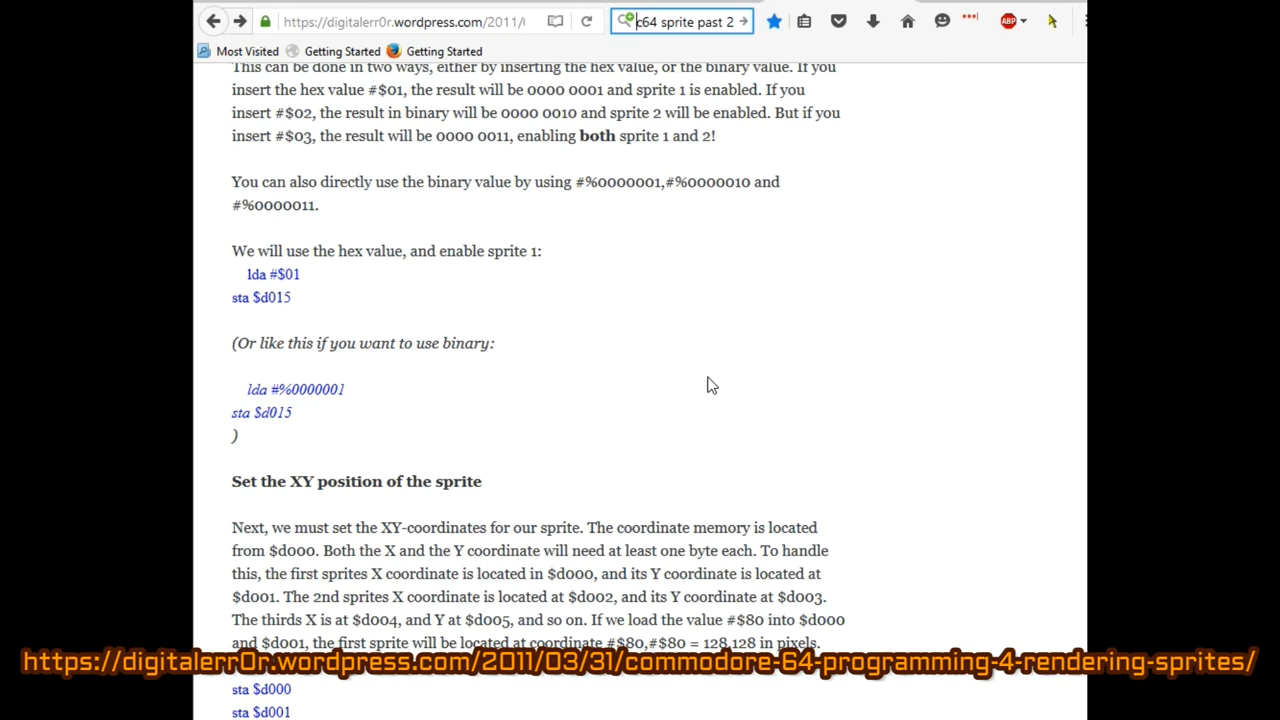 https://digitalerr0r.wordpress.com/2011/
c64 sprite past 2
ABP
Most Visited Getting Started Getting Started
This can be done in two ways, either by inserting the hex value, or the binary value. If you
insert the hex value #$01, the result will be 0000 0001 and sprite 1 is enabled. If you
insert #$02, the result in binary will be 0000 0010 and sprite 2 will be enabled. But if you
insert #$03, the result will be 0000 0011, enabling both sprite 1 and 2!
You can also directly use the binary value by using #%0000001,#%0000010 and
#%0000011.
We will use the hex value, and enable sprite 1:
lda #$01
sta $d015
(Or like this if you want to use binary:
lda #%0000001
sta $d015
)
Set the XY position of the sprite
Next, we must set the XY-coordinates for our sprite. The coordinate memory is located
from $d000. Both the X and the Y coordinate will need at least one byte each. To handle
this, the first sprites X coordinate is located in $d000, and its Y coordinate is located at
$d001. The 2nd sprites X coordinate is located at $d002, and its Y coordinate at $d003.
The thirds X is at $d004, and Y at $d005, and so on. If we load the value #$80 into $d000
and $d001, the first sprite will be located at coordinate #$80,#$80 = 128,128 in pixels.
https://digitalerr0r.wordpress.com/2011/03/31/commodore-64-programming-4-rendering-sprites/
sta $d000
sta $d001